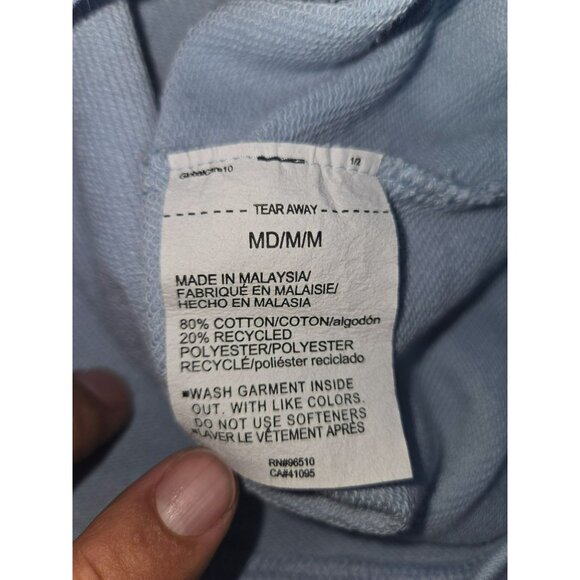 1/2
TEAR AWAY
MD/M/M
MADE IN MALAYSIA/
FABRIQUÉ EN MALAISIE/
HECHO EN MALASIA
80% COTTON/COTON/algodón
20% RECYCLED
POLYESTER/POLYESTER
RECYCLÉ/poliéster reciclado
▪WASH GARMENT INSIDE
OUT. WITH LIKE COLORS.
DO NOT USE SOFTENERS
▪LAVER LE VÊTEMENT APRÈS
RN#96510
CA#41095